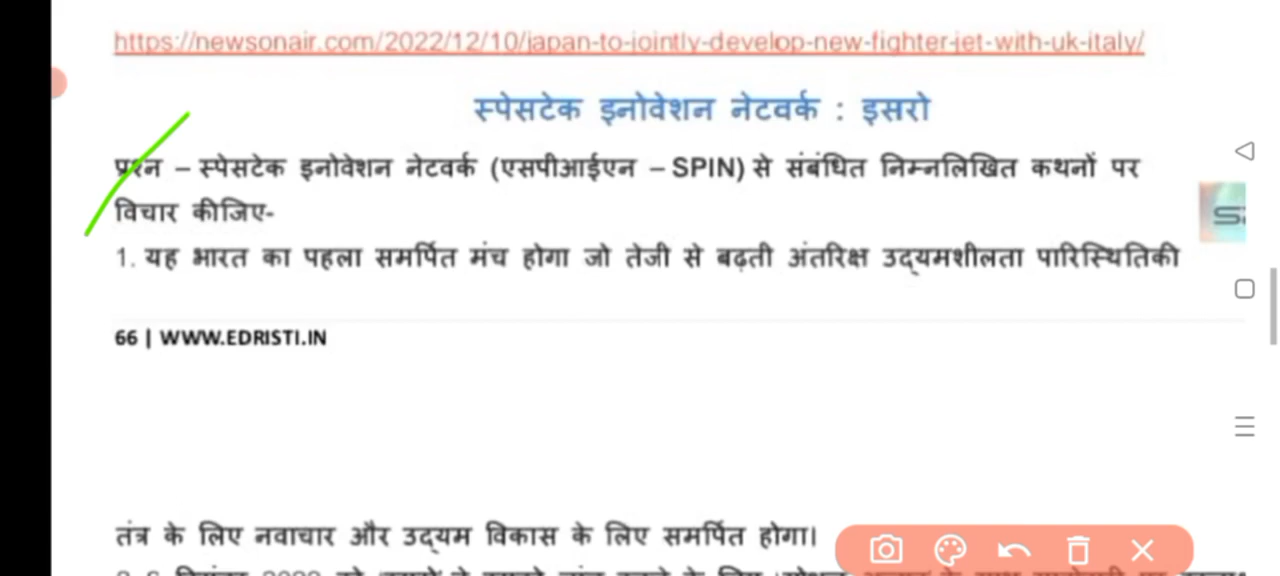 https://newsonair.com/2022/12/10/japan-to-jointly-develop-new-fighter-jet-with-uk-italy/
स्पेसटेक इनोवेशन नेटवर्क : इसरो
प्रश्न – स्पेसटेक इनोवेशन नेटवर्क (एसपीआईएन – SPIN) से संबंधित निम्नलिखित कथनों पर
विचार कीजिए-
1. यह भारत का पहला समर्पित मंच होगा जो तेजी से बढ़ती अंतरिक्ष उद्यमशीलता पारिस्थितिकी
66 | WWW.EDRISTI.IN
तंत्र के लिए नवाचार और उद्यम विकास के लिए समर्पित होगा।